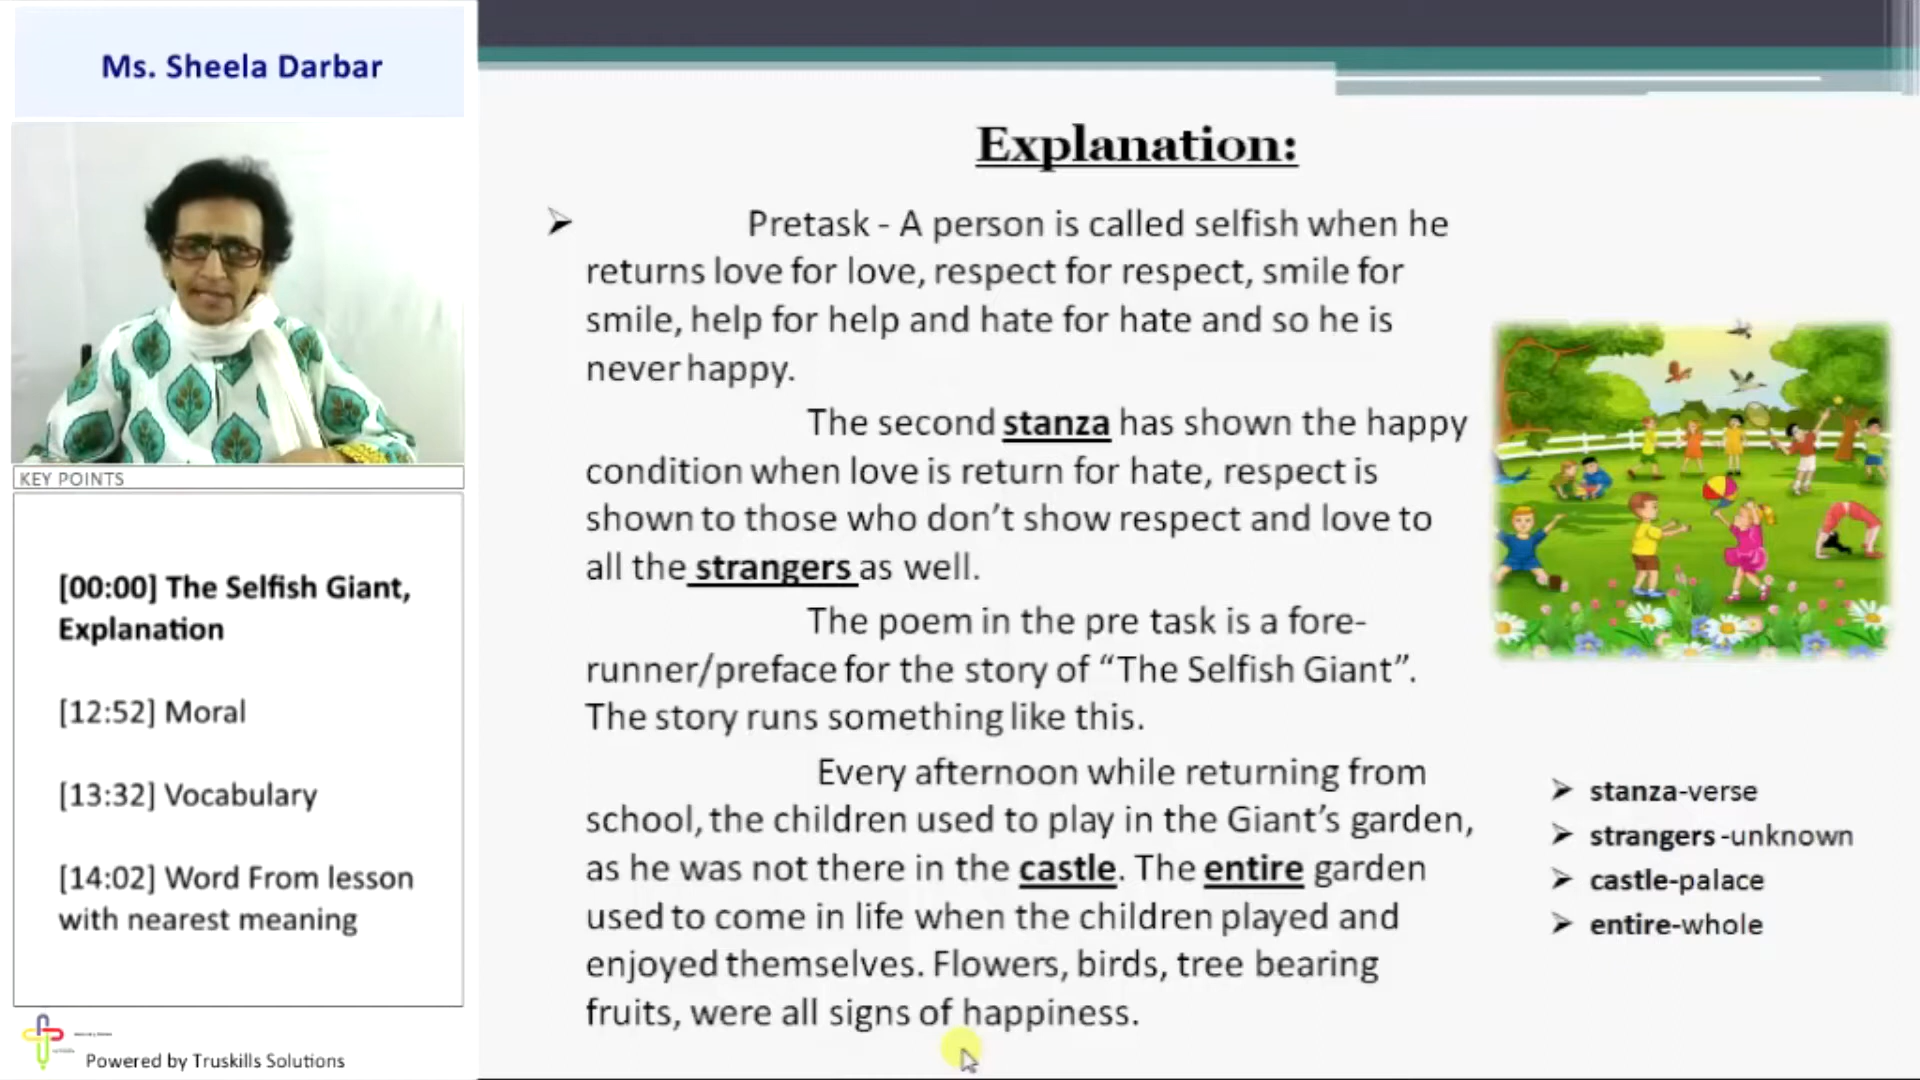 Ms. Sheela Darbar
KEY POINTS
[00:00] The Selfish Giant,
Explanation
[12:52] Moral
[13:32] Vocabulary
[14:02] Word From lesson
with nearest meaning
Powered by Truskills Solutions
Explanation:
Pretask - A person is called selfish when he
returns love for love, respect for respect, smile for
smile, help for help and hate for hate and so he is
never happy.
The second stanza has shown the happy
condition when love is return for hate, respect is
shown to those who don’t show respect and love to
all the strangers as well.
The poem in the pre task is a fore-
runner/preface for the story of “The Selfish Giant”.
The story runs something like this.
Every afternoon while returning from
school, the children used to play in the Giant’s garden,
as he was not there in the castle. The entire garden
used to come in life when the children played and
enjoyed themselves. Flowers, birds, tree bearing
fruits, were all signs of happiness.
stanza-verse
strangers -unknown
castle-palace
entire-whole